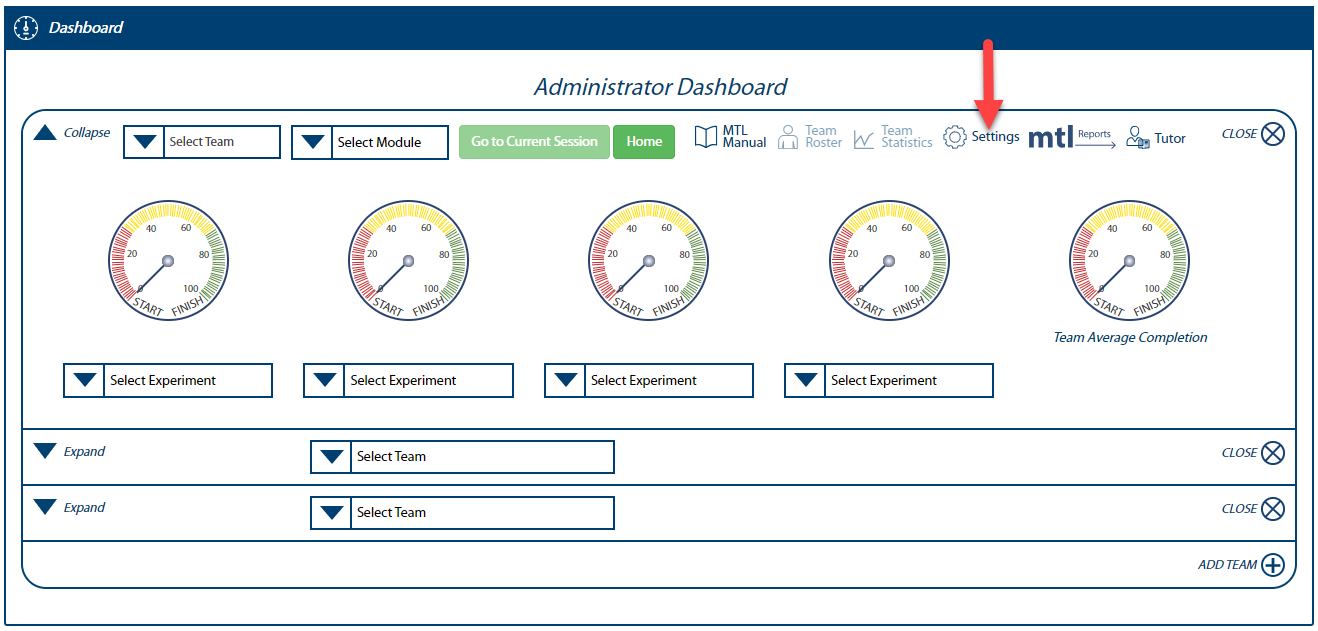 Dashboard
Administrator Dashboard
Collapse
Select Team
Select Module
Go to Current Session
Home
MTL
Manual
Team
Roster
Team
Statistics
Settings
mtl Reports
Tutor
CLOSE
0 20 40 60 80 100
START FINISH
0 20 40 60 80 100
START FINISH
0 20 40 60 80 100
START FINISH
0 20 40 60 80 100
START FINISH
0 20 40 60 80 100
START FINISH
Team Average Completion
Select Experiment
Select Experiment
Select Experiment
Select Experiment
Expand
Select Team
CLOSE
Expand
Select Team
CLOSE
ADD TEAM